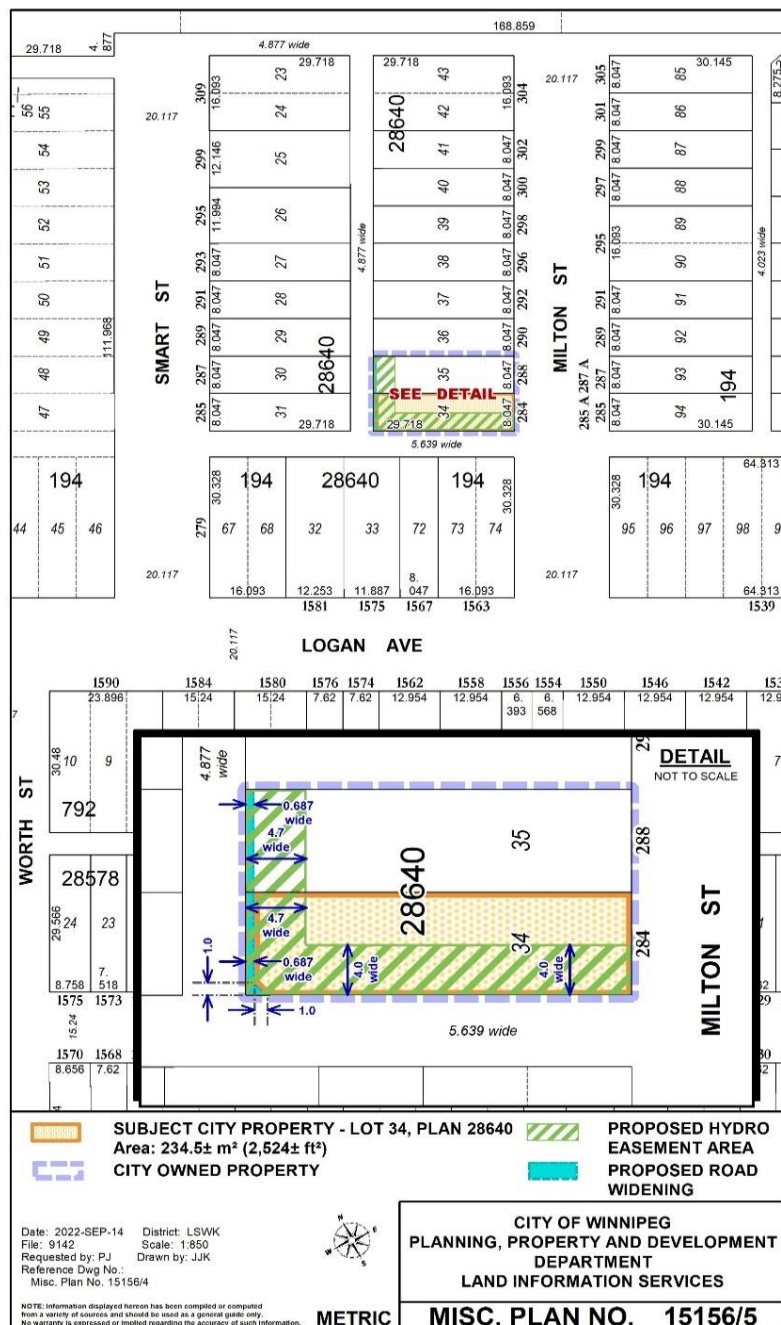 168.859
29.718
4.877
4.877 wide
29.718
23
309
16.093
24
20.117
299
12.146
25
295
11.994
26
293
8.047
27
291
8.047
28
289
8.047
29
287
8.047
30
285
8.047
31
29.718
28640
SMART ST
56
55
54
53
52
51
50
49
48
47
111.968
4.877 wide
29.718
43
304
16.093
42
28640
41
302
8.047
40
300
8.047
39
298
8.047
38
296
8.047
37
292
8.047
36
290
8.047
35
288
8.047
SEE DETAIL
34
284
8.047
29.718
5.639 wide
MILTON ST
20.117
305
8.047
85
30.145
301
8.047
86
299
8.047
87
297
8.047
88
295
16.093
89
90
291
8.047
91
289
8.047
92
285 A 287 A
287
8.047
93
285
8.047
94
30.145
194
4.023 wide
8.275
194
44 45 46
20.117
279
30.328
194 28640 194
30.328
67 68 32 33 72 73 74
16.093 12.253 11.887 8.047 16.093
1581 1575 1567 1563
20.117
64.313
30.328
194
95 96 97 98 9
64.313
1539
20.117
LOGAN AVE
1590 1584 1580 1576 1574 1562 1558 1556 1554 1550 1546 1542 153
23.896 15.24 15.24 7.62 7.62 12.954 12.954 6.393 6.568 12.954 12.954 12.954 12.9
7
WORTH ST
30.48
10 9
792
28578
29.566
24 23
8.758 7.518
1575 1573
15.24
1570 1568
8.656 7.62
4
7
29
DETAIL
NOT TO SCALE
4.877 wide
29
0.687 wide
4.7 wide
35
288
28640
4.7 wide
34
284
1.0
0.687 wide
4.0 wide
4.0 wide
1.0
5.639 wide
MILTON ST
SUBJECT CITY PROPERTY - LOT 34, PLAN 28640
Area: 234.5± m² (2,524± ft²)
CITY OWNED PROPERTY
PROPOSED HYDRO
EASEMENT AREA
PROPOSED ROAD
WIDENING
Date: 2022-SEP-14 District: LSWK
File: 9142 Scale: 1:850
Requested by: PJ Drawn by: JJK
Reference Dwg No.:
Misc. Plan No. 15156/4
N
E
S
W
NOTE: Information displayed hereon has been compiled or computed
from a variety of sources and should be used as a general guide only.
No warranty is expressed or implied regarding the accuracy of such information.
METRIC
CITY OF WINNIPEG
PLANNING, PROPERTY AND DEVELOPMENT
DEPARTMENT
LAND INFORMATION SERVICES
MISC. PLAN NO. 15156/5